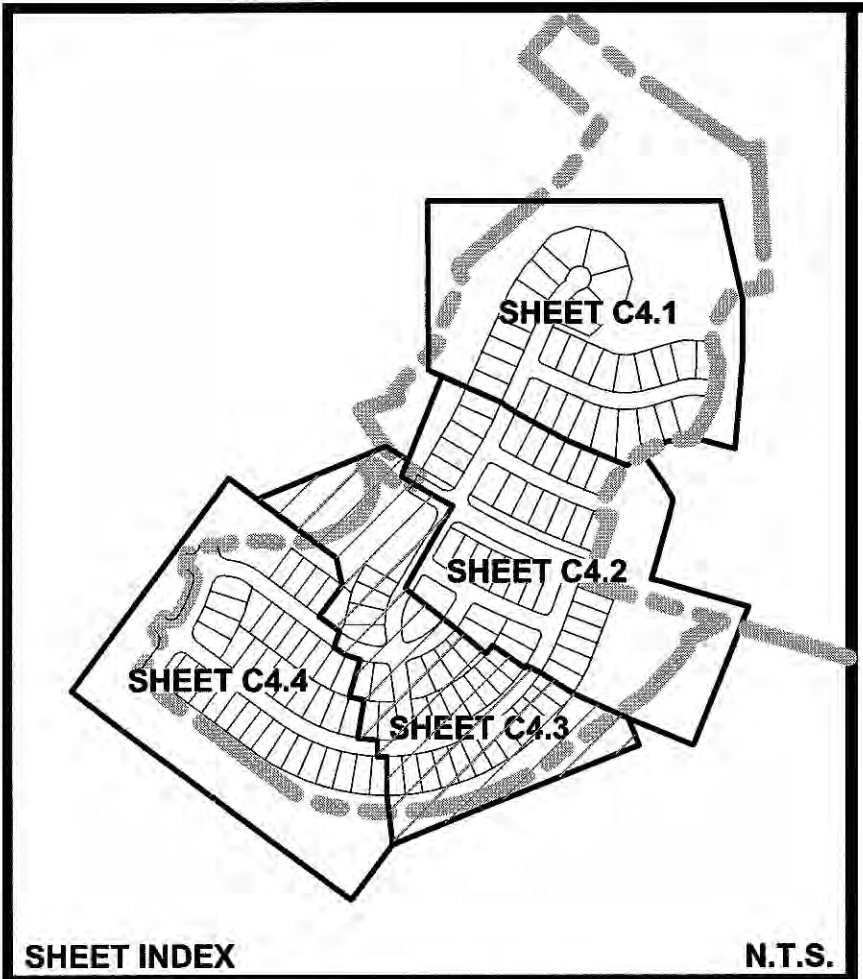 SHEET C4.1
SHEET C4.2
SHEET C4.4
SHEET C4.3
SHEET INDEX
N.T.S.